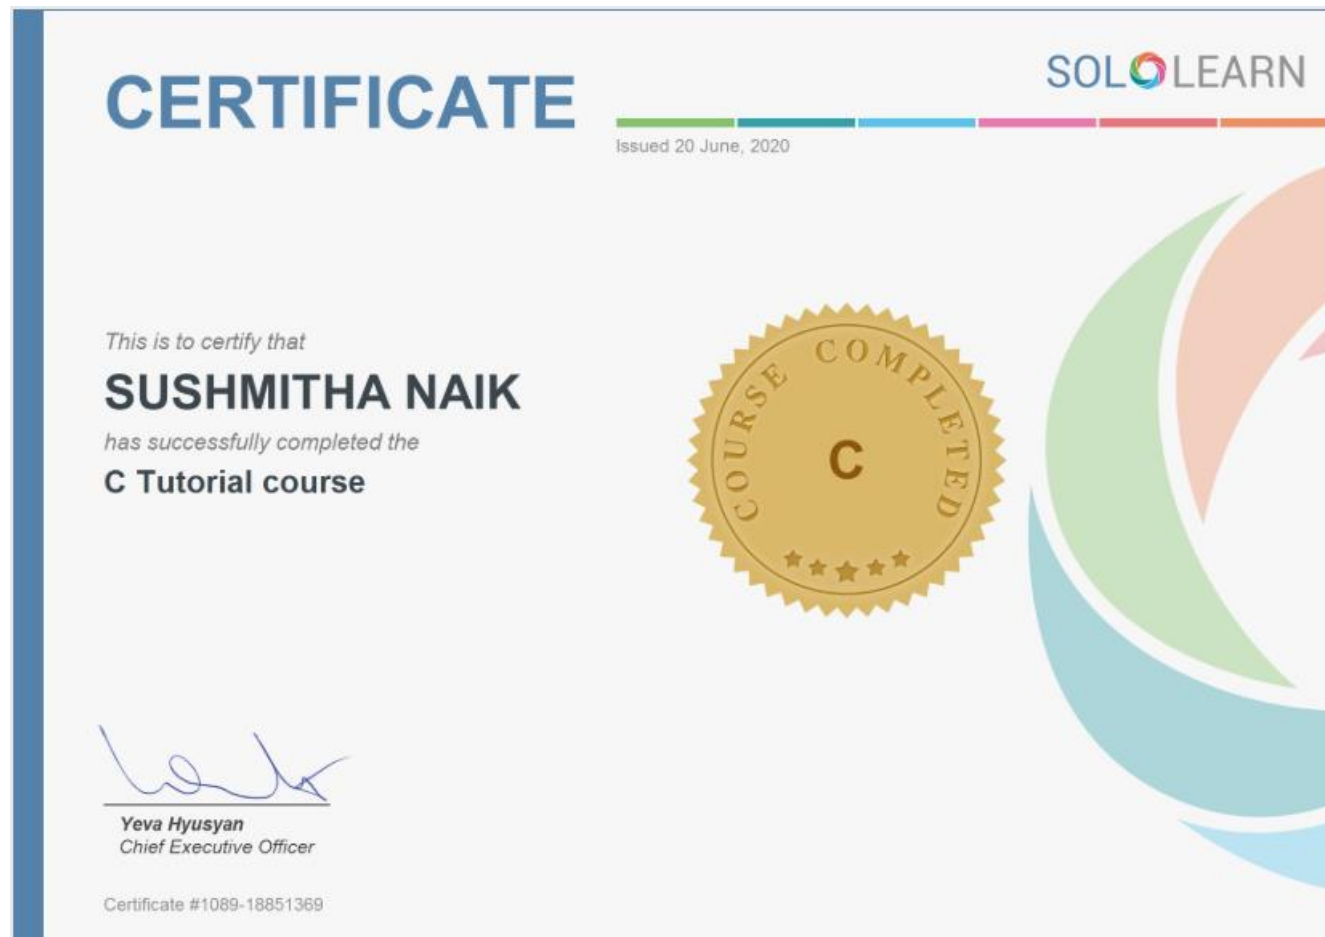 CERTIFICATE
SOLOLEARN
Issued 20 June, 2020
This is to certify that
SUSHMITHA NAIK
has successfully completed the
C Tutorial course
COURSE COMPLETED
C
Yeva Hyusyan
Chief Executive Officer
Certificate #1089-18851369